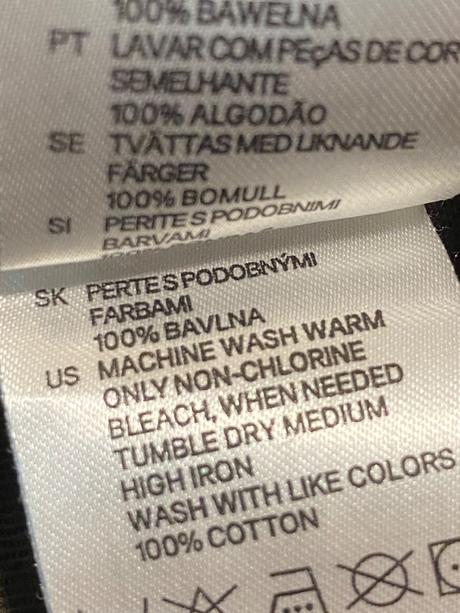 100% BAWEŁNA
PT LAVAR COM PEÇAS DE COR
SEMELHANTE
100% ALGODÃO
SE TVÄTTAS MED LIKNANDE
FÄRGER
100% BOMULL
SI PERITE S PODOBNIMI
BARVAMI
SK PERTE S PODOBNÝMI
FARBAMI
100% BAVLNA
US MACHINE WASH WARM
ONLY NON-CHLORINE
BLEACH, WHEN NEEDED
TUMBLE DRY MEDIUM
HIGH IRON
WASH WITH LIKE COLORS
100% COTTON